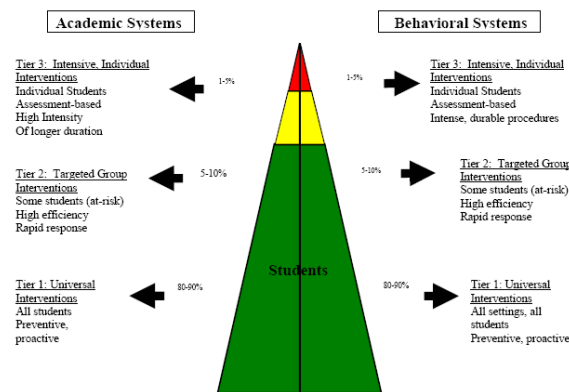 Academic Systems
Behavioral Systems
Tier 3:  Intensive, Individual
Interventions
Individual Students
Assessment-based
High Intensity
Of longer duration
1-5%
1-5%
Tier 3:  Intensive, Individual
Interventions
Individual Students
Assessment-based
Intense, durable procedures
Tier 2:  Targeted Group
Interventions
Some students (at-risk)
High efficiency
Rapid response
5-10%
5-10%
Tier 2:  Targeted Group
Interventions
Some students (at-risk)
High efficiency
Rapid response
Students
Tier 1: Universal
Interventions
All students
Preventive,
proactive
80-90%
80-90%
Tier 1: Universal
Interventions
All settings, all
students
Preventive, proactive